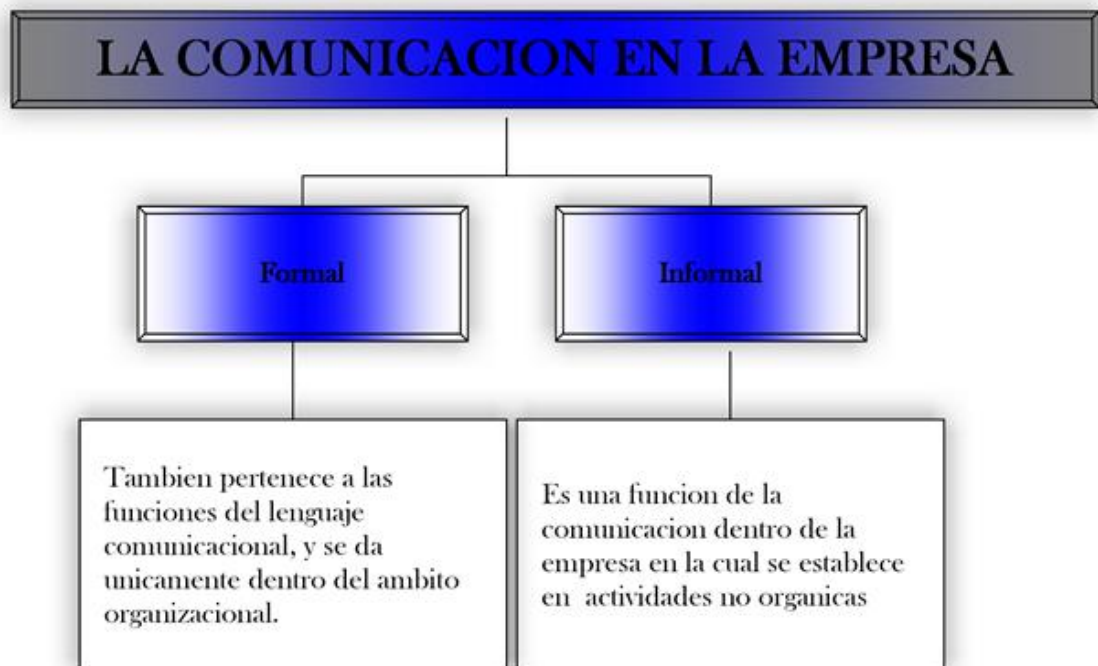 LA COMUNICACION EN LA EMPRESA
Formal
Informal
Tambien pertenece a las
funciones del lenguaje
comunicacional, y se da
unicamente dentro del ambito
organizacional.
Es una funcion de la
comunicacion dentro de la
empresa en la cual se establece
en actividades no organicas